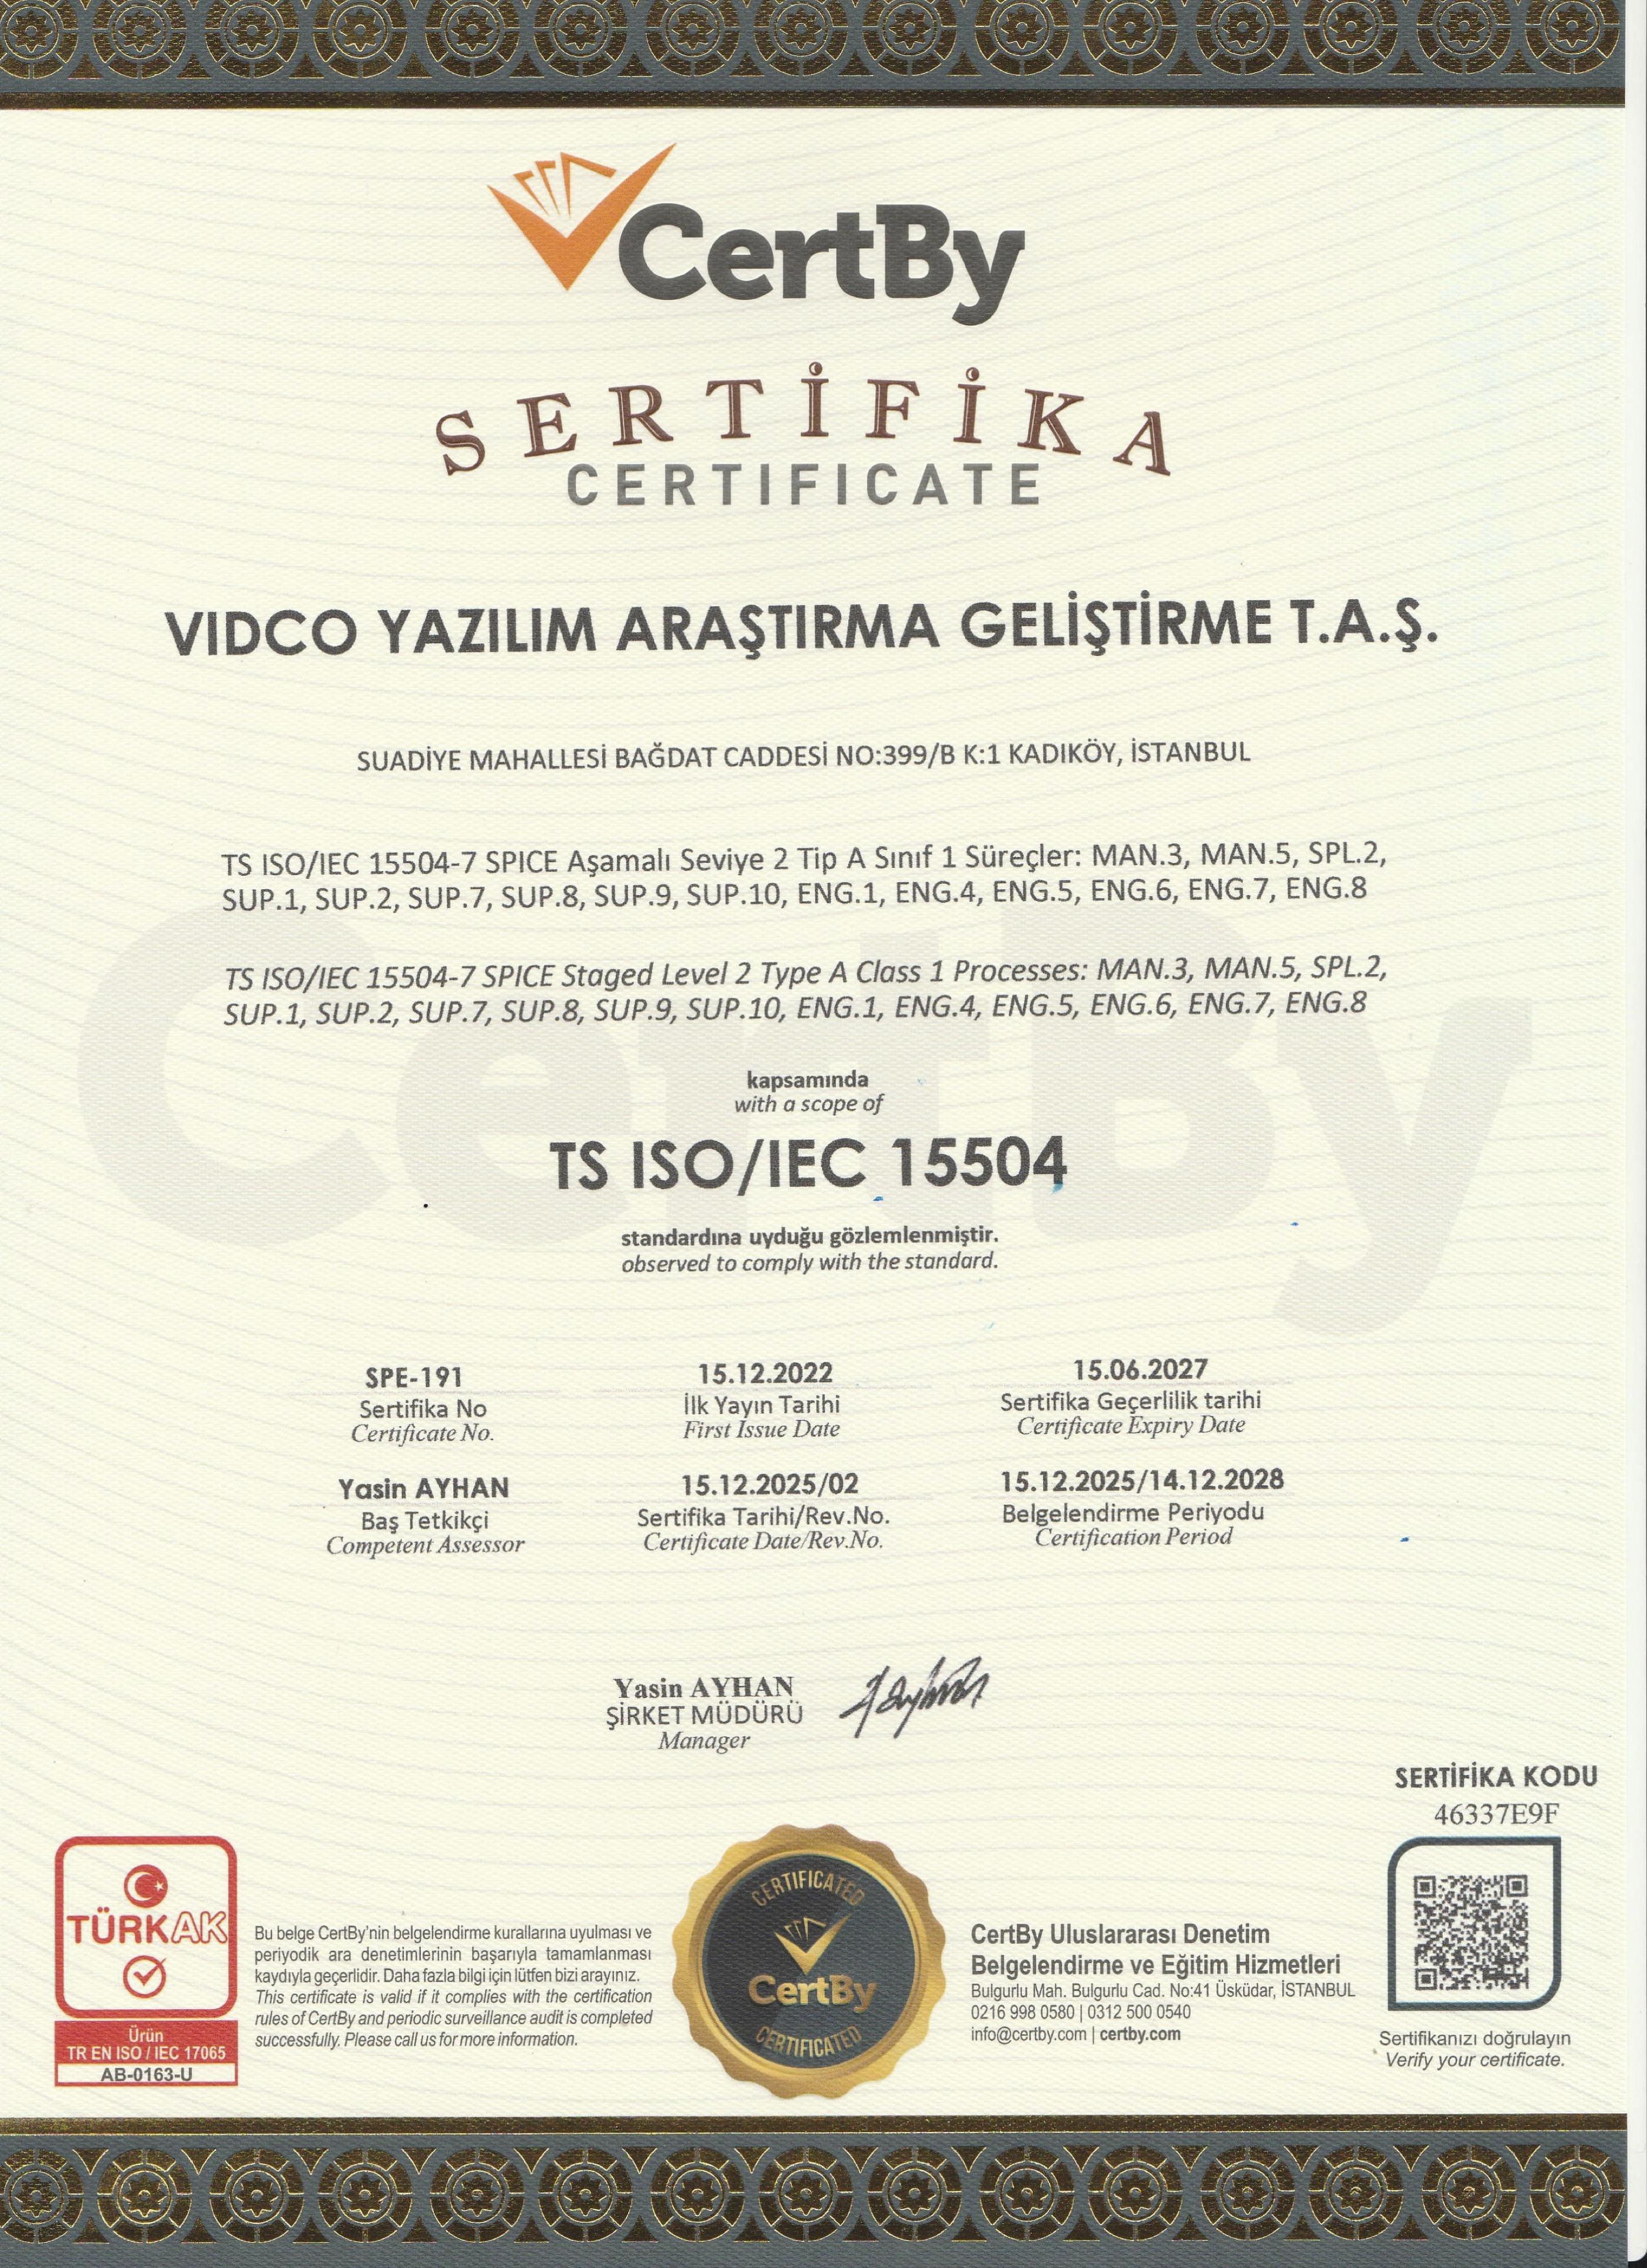 CertBy
SERTİFİKA
CERTIFICATE
VIDCO YAZILIM ARAŞTIRMA GELİŞTİRME T.A.Ş.
SUADİYE MAHALLESİ BAĞDAT CADDESİ NO:399/B K:1 KADIKÖY, İSTANBUL
TS ISO/IEC 15504-7 SPICE Aşamalı Seviye 2 Tip A Sınıf 1 Süreçler: MAN.3, MAN.5, SPL.2,
SUP.1, SUP.2, SUP.7, SUP.8, SUP.9, SUP.10, ENG.1, ENG.4, ENG.5, ENG.6, ENG.7, ENG.8
TS ISO/IEC 15504-7 SPICE Staged Level 2 Type A Class 1 Processes: MAN.3, MAN.5, SPL.2,
SUP.1, SUP.2, SUP.7, SUP.8, SUP.9, SUP.10, ENG.1, ENG.4, ENG.5, ENG.6, ENG.7, ENG.8
CertBy
kapsamında
with a scope of
TS ISO/IEC 15504
standardına uyduğu gözlemlenmiştir.
observed to comply with the standard.
SPE-191
Sertifika No
Certificate No.
15.12.2022
İlk Yayın Tarihi
First Issue Date
15.06.2027
Sertifika Geçerlilik tarihi
Certificate Expiry Date
Yasin AYHAN
Baş Tetkikçi
Competent Assessor
15.12.2025/02
Sertifika Tarihi/Rev.No.
Certificate Date/Rev.No.
15.12.2025/14.12.2028
Belgelendirme Periyodu
Certification Period
Yasin AYHAN
ŞİRKET MÜDÜRÜ
Manager
SERTİFİKA KODU
46337E9F
TÜRKAK
Ürün
TR EN ISO / IEC 17065
AB-0163-U
Bu belge CertBy'nin belgelendirme kurallarına uyulması ve
periyodik ara denetimlerinin başarıyla tamamlanması
kaydıyla geçerlidir. Daha fazla bilgi için lütfen bizi arayınız.
This certificate is valid if it complies with the certification
rules of CertBy and periodic surveillance audit is completed
successfully. Please call us for more information.
CERTIFICATED
CertBy
CERTIFICATED
CertBy Uluslararası Denetim
Belgelendirme ve Eğitim Hizmetleri
Bulgurlu Mah. Bulgurlu Cad. No:41 Üsküdar, İSTANBUL
0216 998 0580 | 0312 500 0540
info@certby.com | certby.com
Sertifikanızı doğrulayın
Verify your certificate.